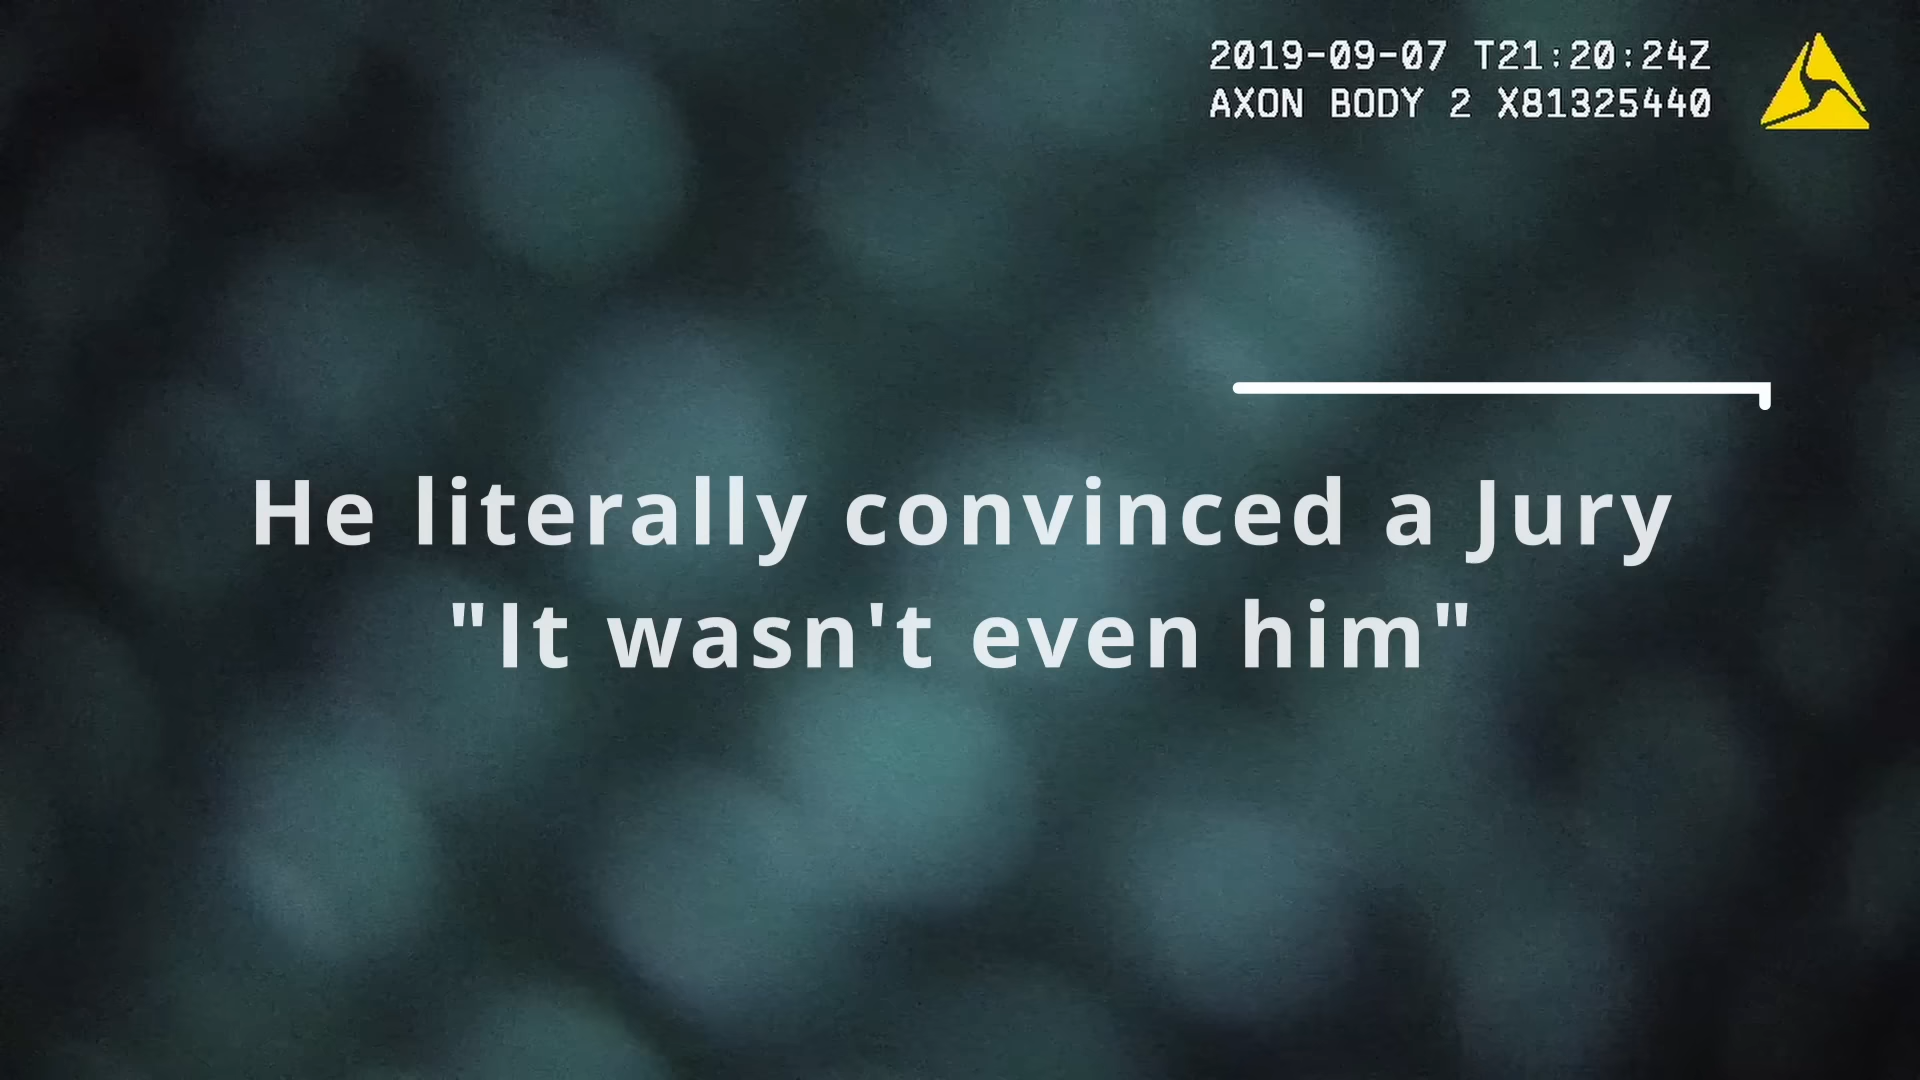 2019-09-07 T21:20:24Z
AXON BODY 2 X81325440
He literally convinced a Jury
"It wasn't even him"